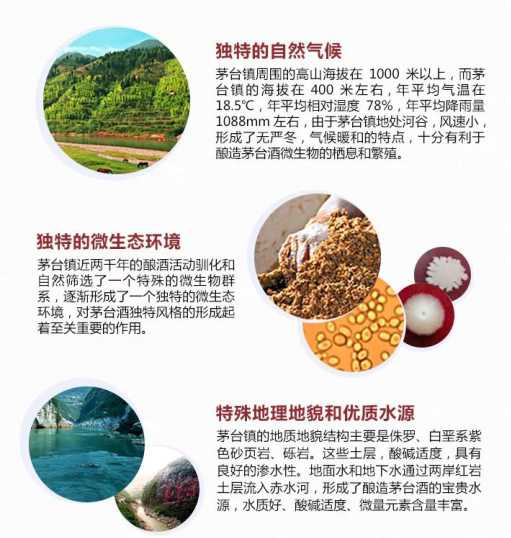 独特的自然气候
茅台镇周围的高山海拔在 1000 米以上，而茅
台镇的海拔在 400 米左右，年平均气温在
18.5℃，年平均相对湿度 78%，年平均降雨量
1088mm 左右，由于茅台镇地处河谷，风速小，
形成了无严冬，气候暖和的特点，十分有利于
酿造茅台酒微生物的栖息和繁殖。
独特的微生态环境
茅台镇近两千年的酿酒活动驯化和
自然筛选了一个特殊的微生物群
系，逐渐形成了一个独特的微生态
环境，对茅台酒独特风格的形成起
着至关重要的作用。
特殊地理地貌和优质水源
茅台镇的地质地貌结构主要是侏罗、白垩系紫
色砂页岩、砾岩。这些土层，酸碱适度，具有
良好的渗水性。地面水和地下水通过两岸红岩
土层流入赤水河，形成了酿造茅台酒的宝贵水
源，水质好、酸碱适度、微量元素含量丰富。